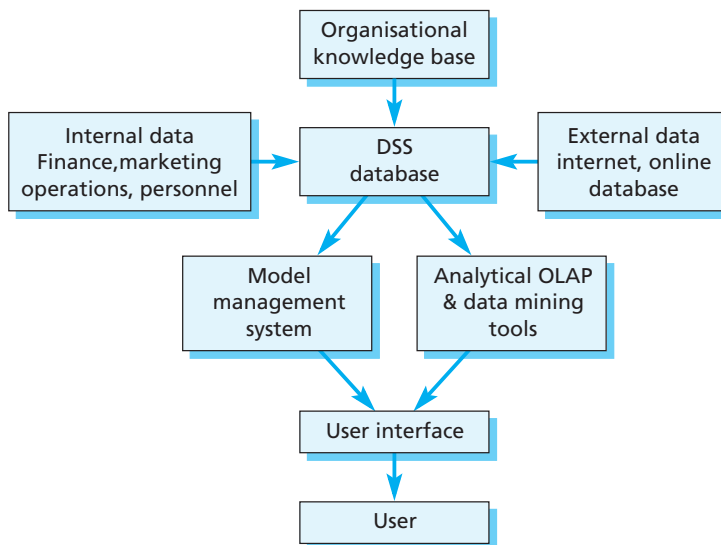 Organisational
knowledge base
Internal data
Finance,marketing
operations, personnel
DSS
database
External data
internet, online
database
Model
management
system
Analytical OLAP
& data mining
tools
User interface
User